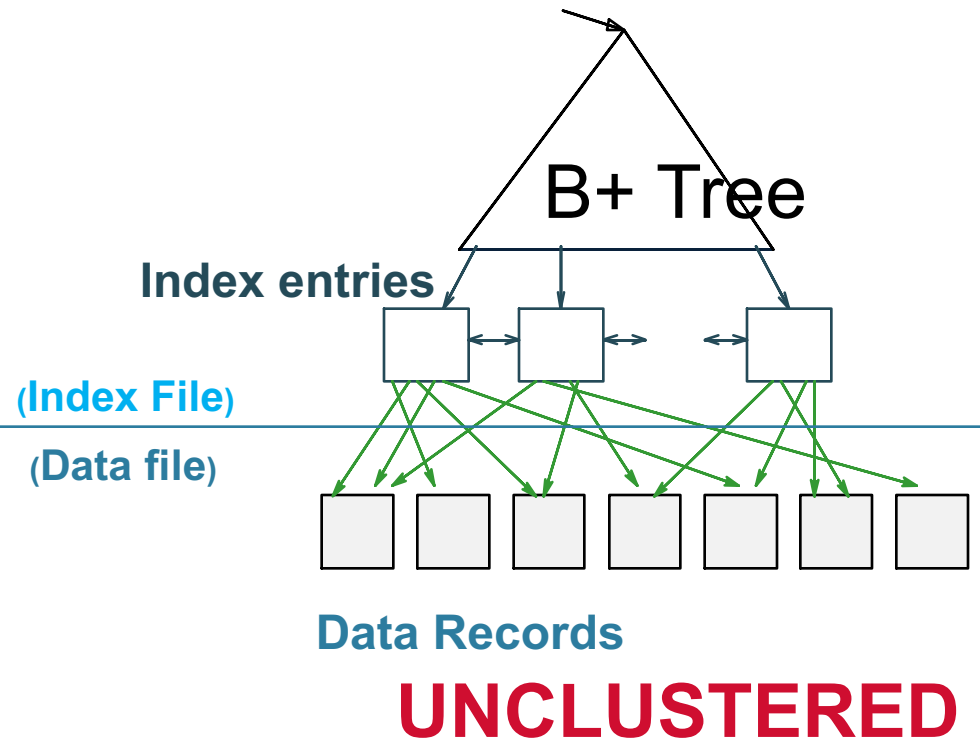 B+ Tree
Index entries
(Index File)
(Data file)
Data Records
UNCLUSTERED